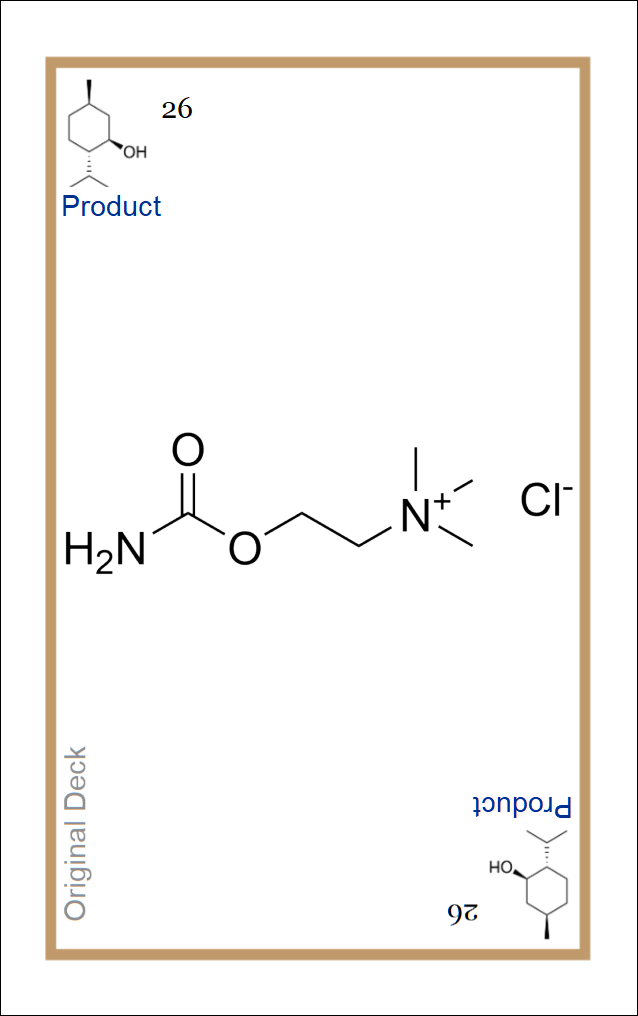 26
OH
Product
O
N+
Cl-
H2N
O
Original Deck
Product
HO
26